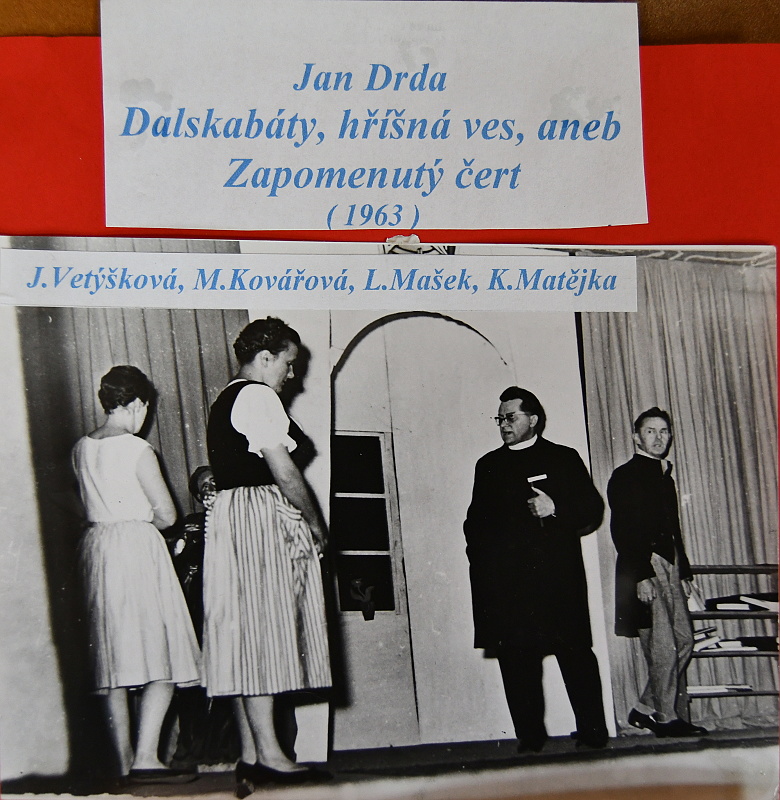 Jan Drda
Dalskabáty, hříšná ves, aneb
Zapomenutý čert
( 1963 )
J.Vetýšková, M.Kovářová, L.Mašek, K.Matějka